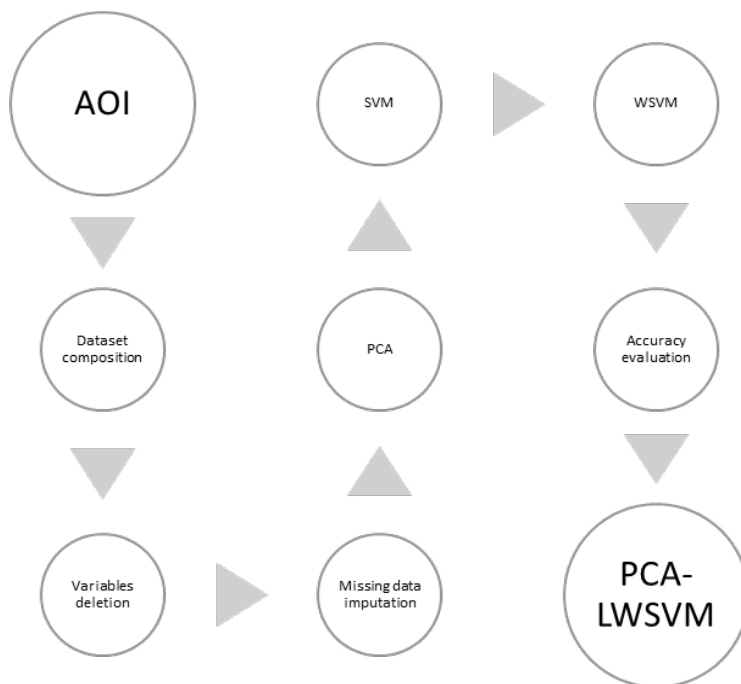 AOI
Dataset
composition
Variables
deletion
Missing data
imputation
PCA
SVM
WSVM
Accuracy
evaluation
PCA-
LWSVM